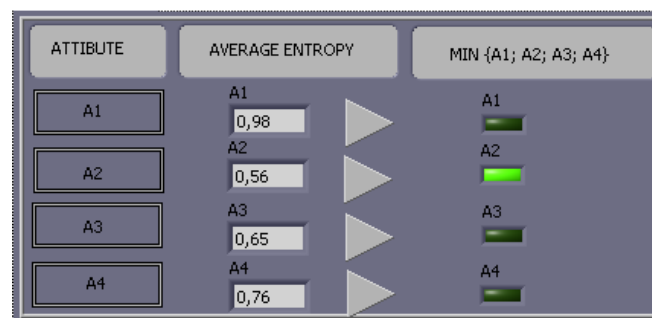 ATTIBUTE AVERAGE ENTROPY MIN {A1; A2; A3; A4}
A1 A1 A1
0,98
A2 A2 A2
0,56
A3 A3 A3
0,65
A4 A4 A4
0,76